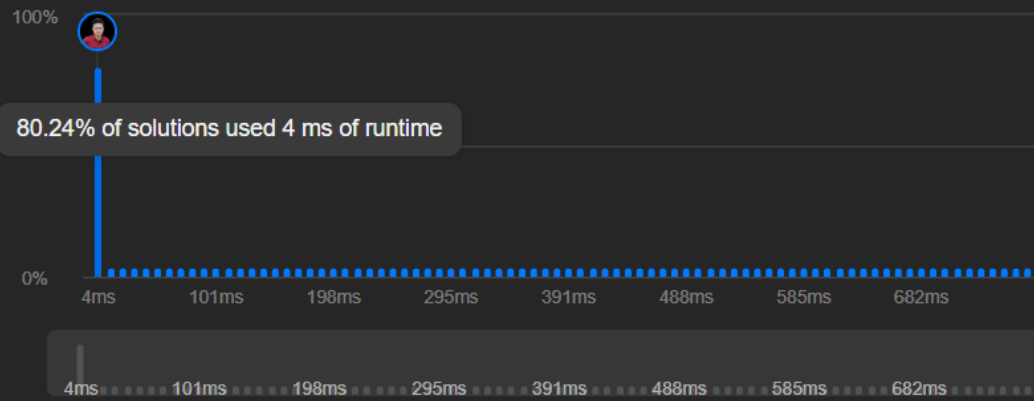 100%
80.24% of solutions used 4 ms of runtime
0%
4ms 101ms 198ms 295ms 391ms 488ms 585ms 682ms
4ms 101ms 198ms 295ms 391ms 488ms 585ms 682ms